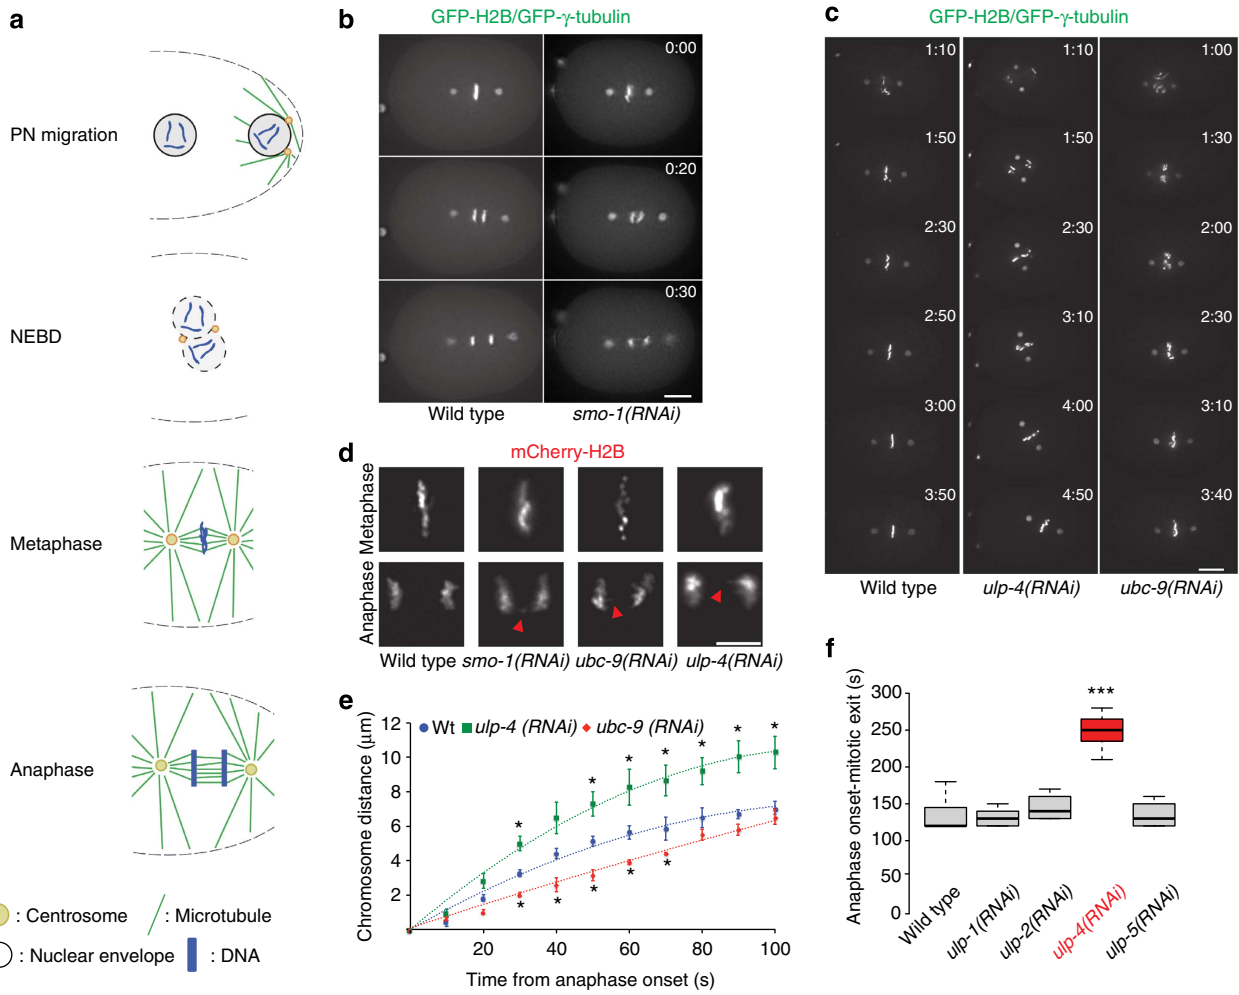 a
PN migration
NEBD
Metaphase
Anaphase
: Centrosome
: Microtubule
: Nuclear envelope
: DNA
b
GFP-H2B/GFP-γ-tubulin
0:00
0:20
0:30
Wild type
smo-1(RNAi)
c
GFP-H2B/GFP-γ-tubulin
1:10
1:10
1:00
1:50
1:50
1:30
2:30
2:30
2:00
2:50
3:10
2:30
3:00
4:00
3:10
3:50
4:50
3:40
Wild type
ulp-4(RNAi)
ubc-9(RNAi)
d
mCherry-H2B
Metaphase
Anaphase
Wild type
smo-1(RNAi)
ubc-9(RNAi)
ulp-4(RNAi)
e
Chromosome distance (μm)
12
10
8
6
4
2
Wt
ulp-4 (RNAi)
ubc-9 (RNAi)
* * * * * * *
* * * * *
20
40
60
80
100
Time from anaphase onset (s)
f
Anaphase onset-mitotic exit (s)
300
250
200
150
100
50
0
***
Wild type
ulp-1(RNAi)
ulp-2(RNAi)
ulp-4(RNAi)
ulp-5(RNAi)